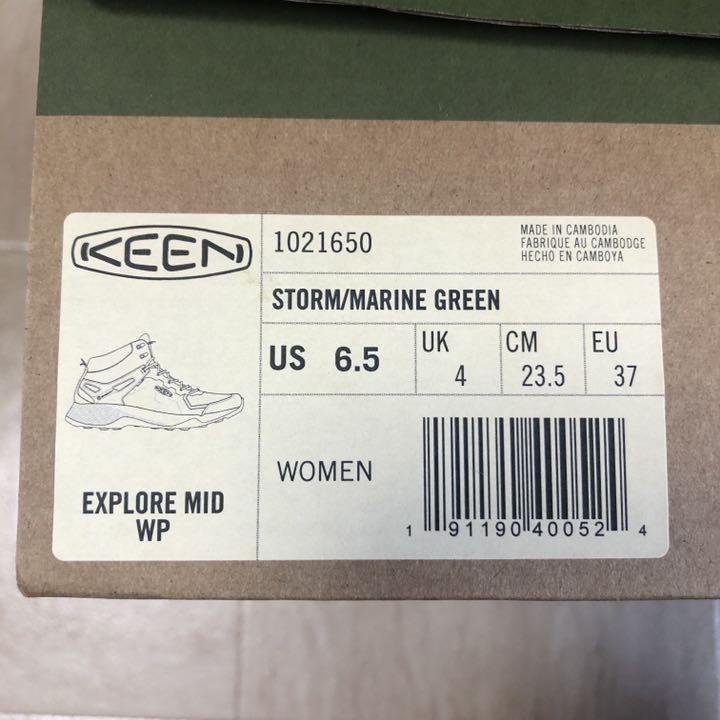 KEEN
1021650
MADE IN CAMBODIA
FABRIQUE AU CAMBODGE
HECHO EN CAMBOYA
STORM/MARINE GREEN
US 6.5
UK 4
CM 23.5
EU 37
KEEN
EXPLORE MID
WP
WOMEN
1 91190 40052 4